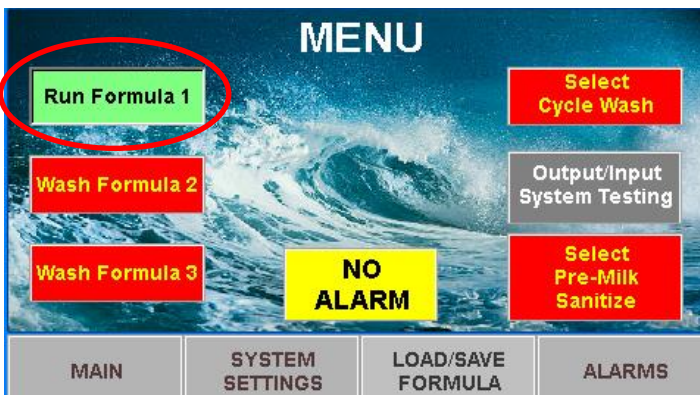 MENU
Run Formula 1
Select
Cycle Wash
Wash Formula 2
Output/Input
System Testing
Wash Formula 3
NO
ALARM
Select
Pre-Milk
Sanitize
MAIN
SYSTEM
SETTINGS
LOAD/SAVE
FORMULA
ALARMS